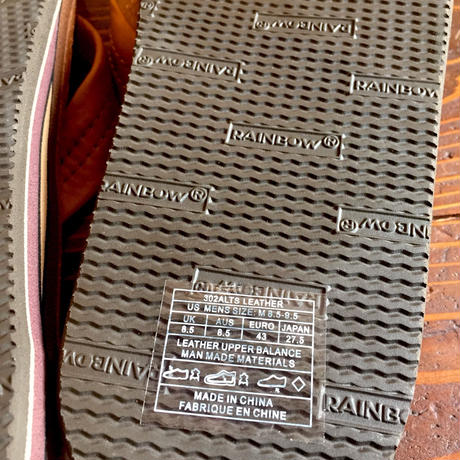 RAINBOW®
RAINBOW®
RAINBOW
RAINBOW®
RAINBOW®
INBOW®
RAINBOW
302ALTS LEATHER
US MENS SIZE: M 8.5-9.5
UK AUS EURO JAPAN
8.5 8.5 43 27.5
LEATHER UPPER BALANCE
MAN MADE MATERIALS
MADE IN CHINA
FABRIQUE EN CHINE
RAINBOW